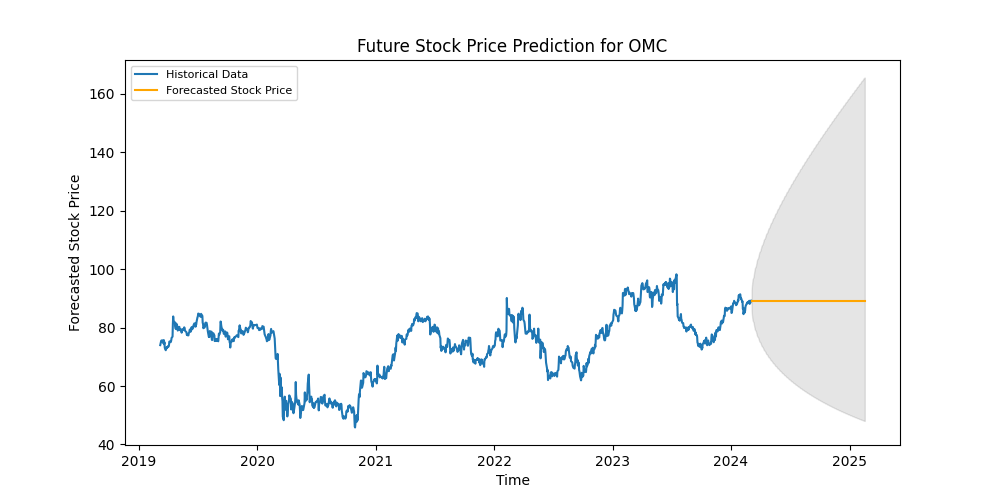 Future Stock Price Prediction for OMC
Historical Data
Forecasted Stock Price
Forecasted Stock Price
160
140
120
100
80
60
40
2019
2020
2021
2022
2023
2024
2025
Time